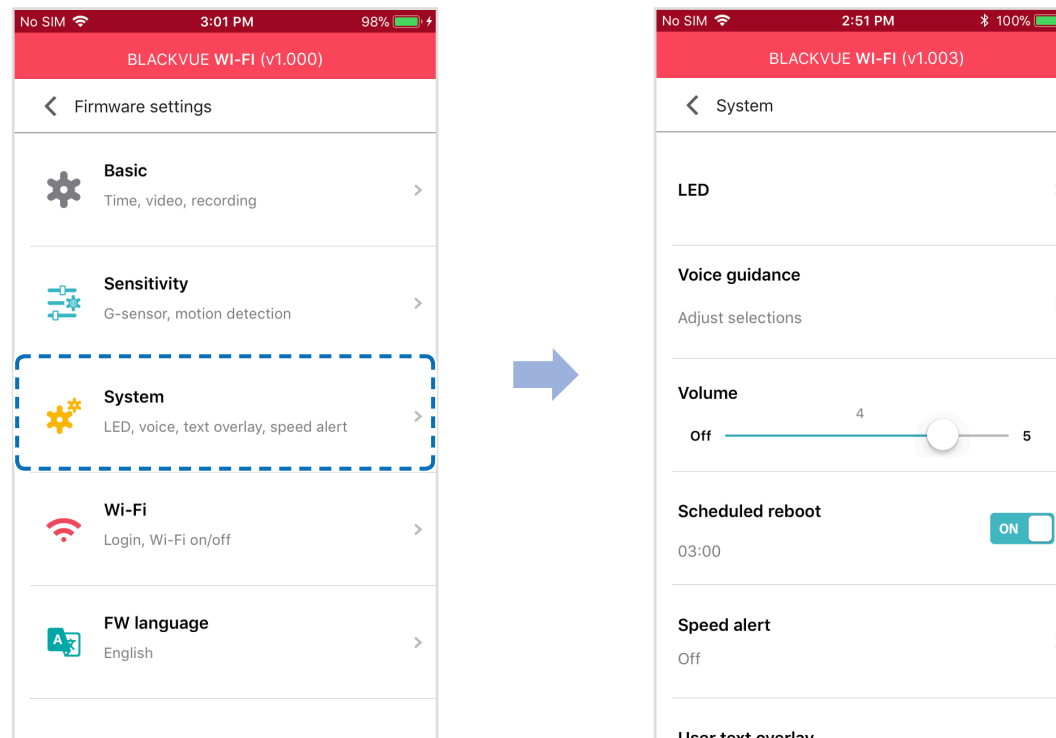 No SIM 3:01 PM 98%
BLACKVUE WI-FI (v1.000)
Firmware settings
Basic
Time, video, recording
Sensitivity
G-sensor, motion detection
System
LED, voice, text overlay, speed alert
Wi-Fi
Login, Wi-Fi on/off
FW language
English
No SIM 2:51 PM 100%
BLACKVUE WI-FI (v1.003)
System
LED
Voice guidance
Adjust selections
Volume
4
Off 5
Scheduled reboot
ON
03:00
Speed alert
Off
User text overlay